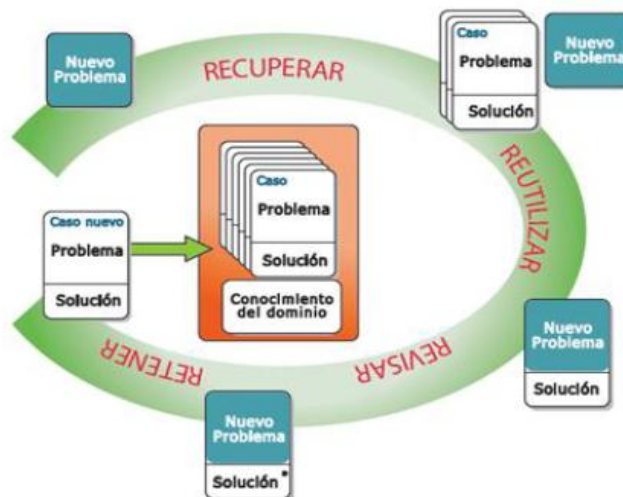 Nuevo
Problema
RECUPERAR
Caso
Problema
Solución
Nuevo
Problema
REUTILIZAR
Caso
Problema
Solución
Conocimiento
del dominio
Caso nuevo
Problema
Solución
Nuevo
Problema
Solución
REVISAR
RETENER
Nuevo
Problema
Solución *